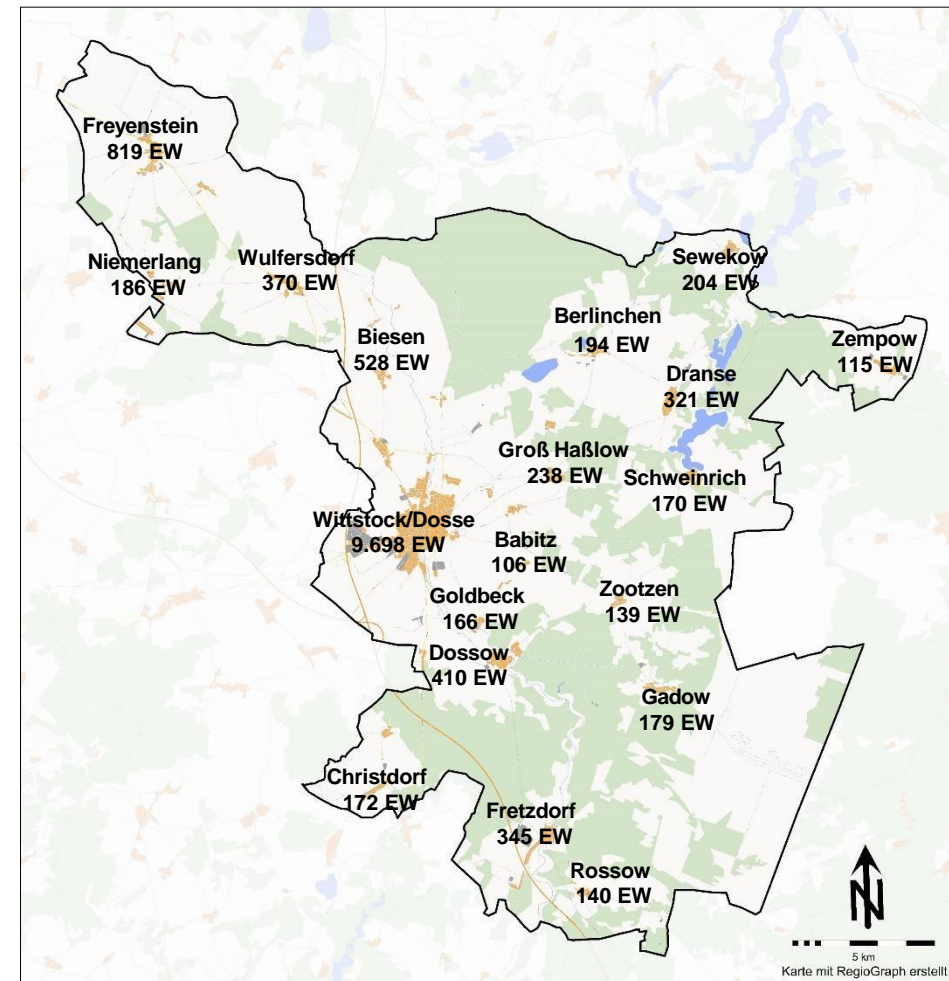 Freyenstein
819 EW
Niemerlang
186 EW
Wulfersdorf
370 EW
Sewekow
204 EW
Biesen
528 EW
Berlinchen
194 EW
Zempow
115 EW
Dranse
321 EW
Groß Haßlow
238 EW
Schweinrich
170 EW
Wittstock/Dosse
9.698 EW
Babitz
106 EW
Goldbeck
166 EW
Zootzen
139 EW
Dossow
410 EW
Gadow
179 EW
Christdorf
172 EW
Fretzdorf
345 EW
Rossow
140 EW
N
5 km
Karte mit RegioGraph erstellt